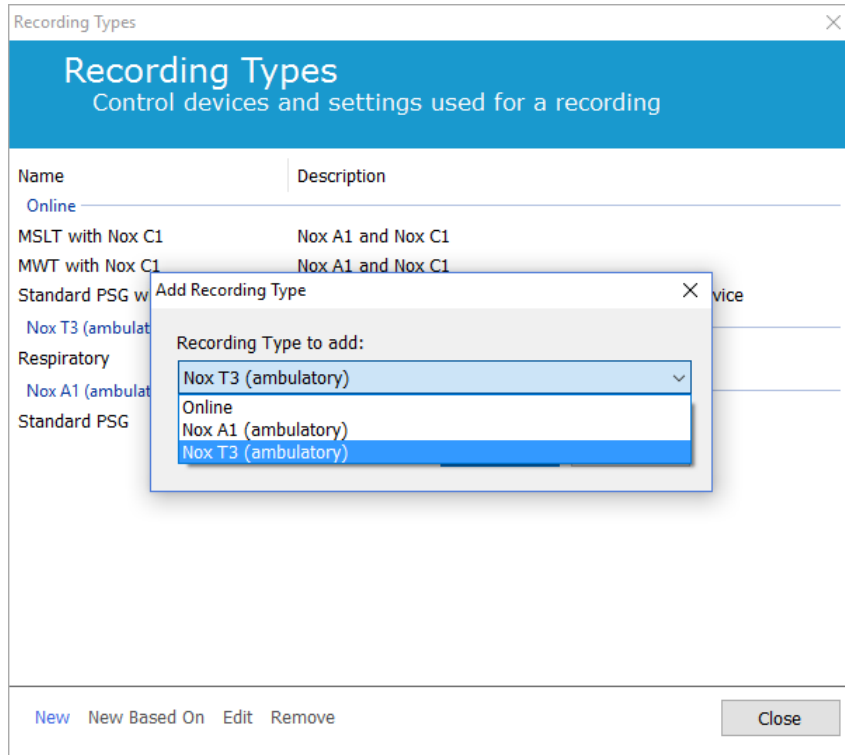 Recording Types
Recording Types
Control devices and settings used for a recording
Name Description
Online
MSLT with Nox C1 Nox A1 and Nox C1
MWT with Nox C1 Nox A1 and Nox C1
Standard PSG w vice
Nox T3 (ambulat
Respiratory
Nox A1 (ambulat
Standard PSG
Add Recording Type
Recording Type to add:
Nox T3 (ambulatory)
Online
Nox A1 (ambulatory)
Nox T3 (ambulatory)
New New Based On Edit Remove Close